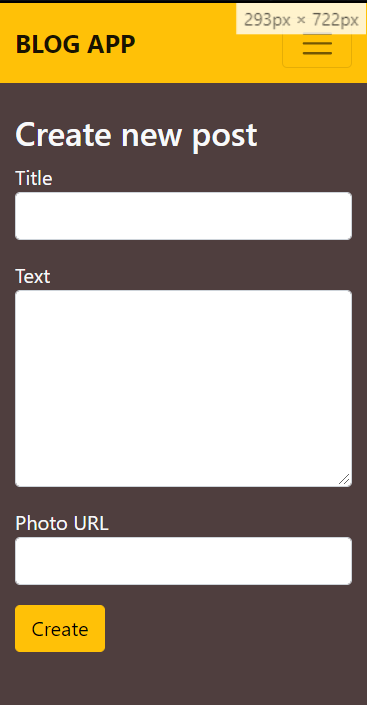 293px × 722px
BLOG APP
Create new post
Title
Text
Photo URL
Create